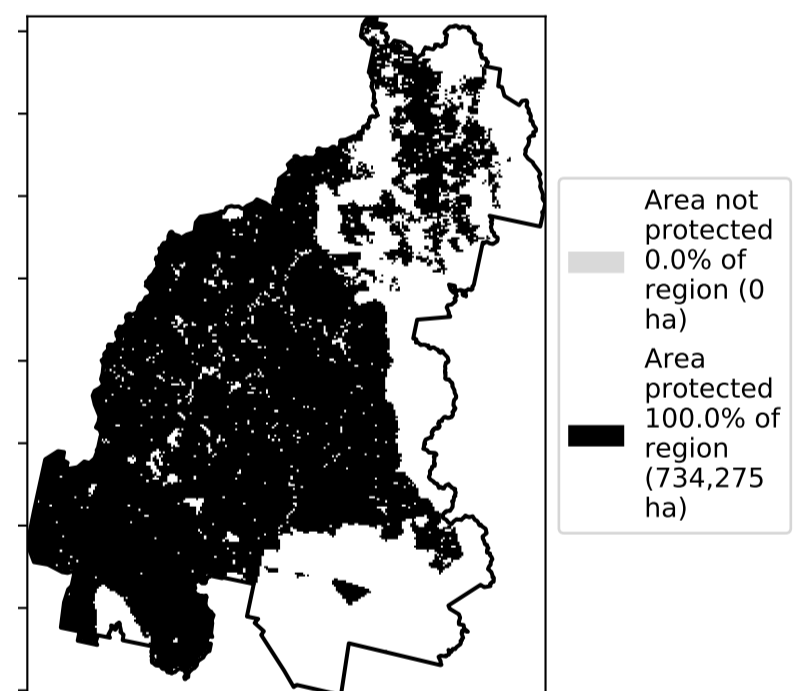 Area not
protected
0.0% of
region (0
ha)
Area
protected
100.0% of
region
(734,275
ha)